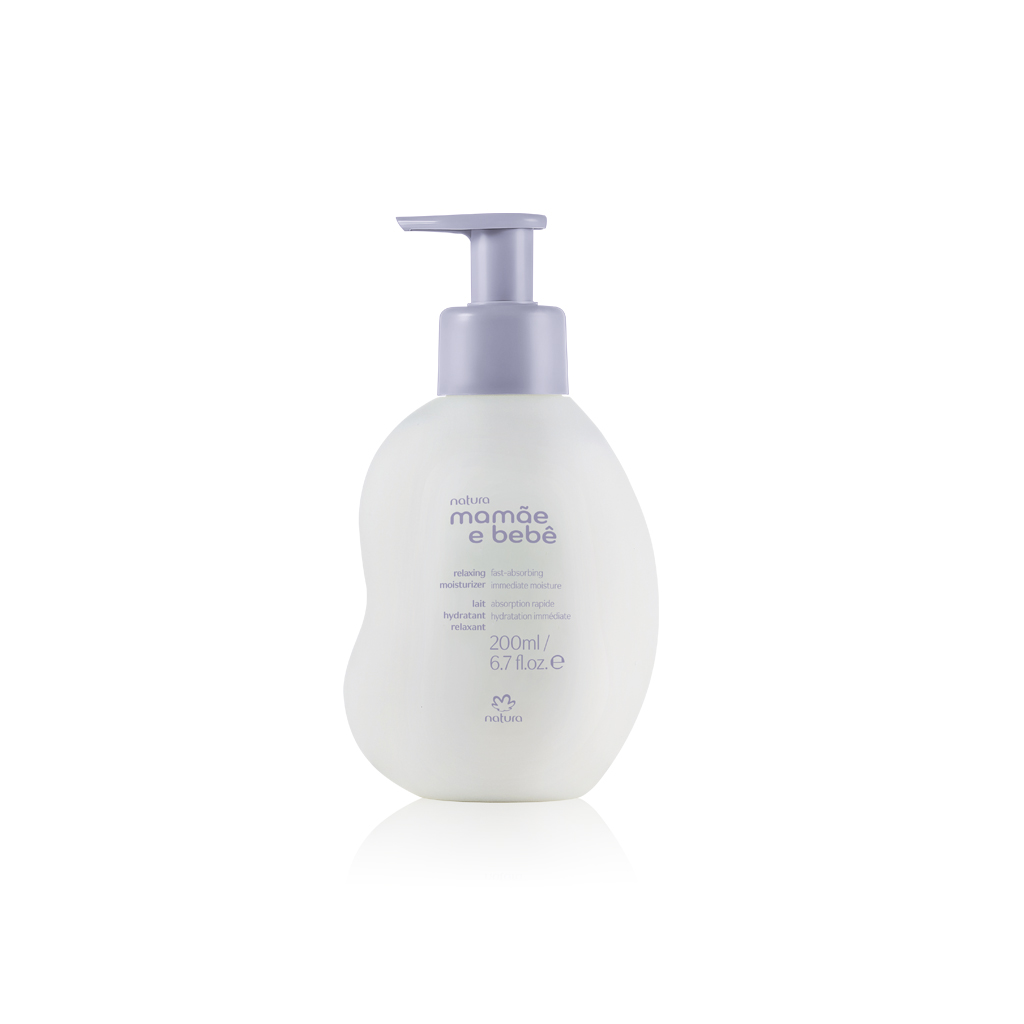 natura
mamãe
e bebê
relaxing fast-absorbing
moisturizer immediate moisture
lait absorption rapide
hydratant hydratation immédiate
relaxant
200ml /
6.7 fl.oz. ℮
natura